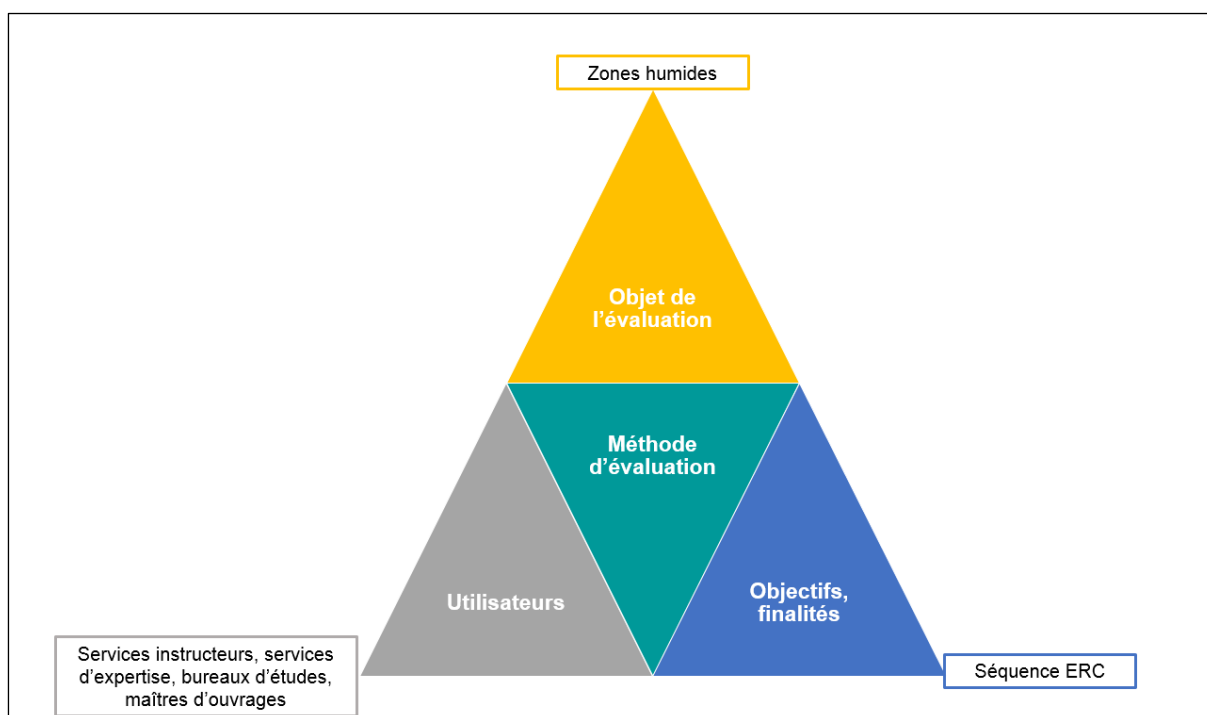 Zones humides
Objet de
l’évaluation
Méthode
d’évaluation
Utilisateurs
Objectifs,
finalités
Services instructeurs, services
d’expertise, bureaux d’études,
maîtres d’ouvrages
Séquence ERC